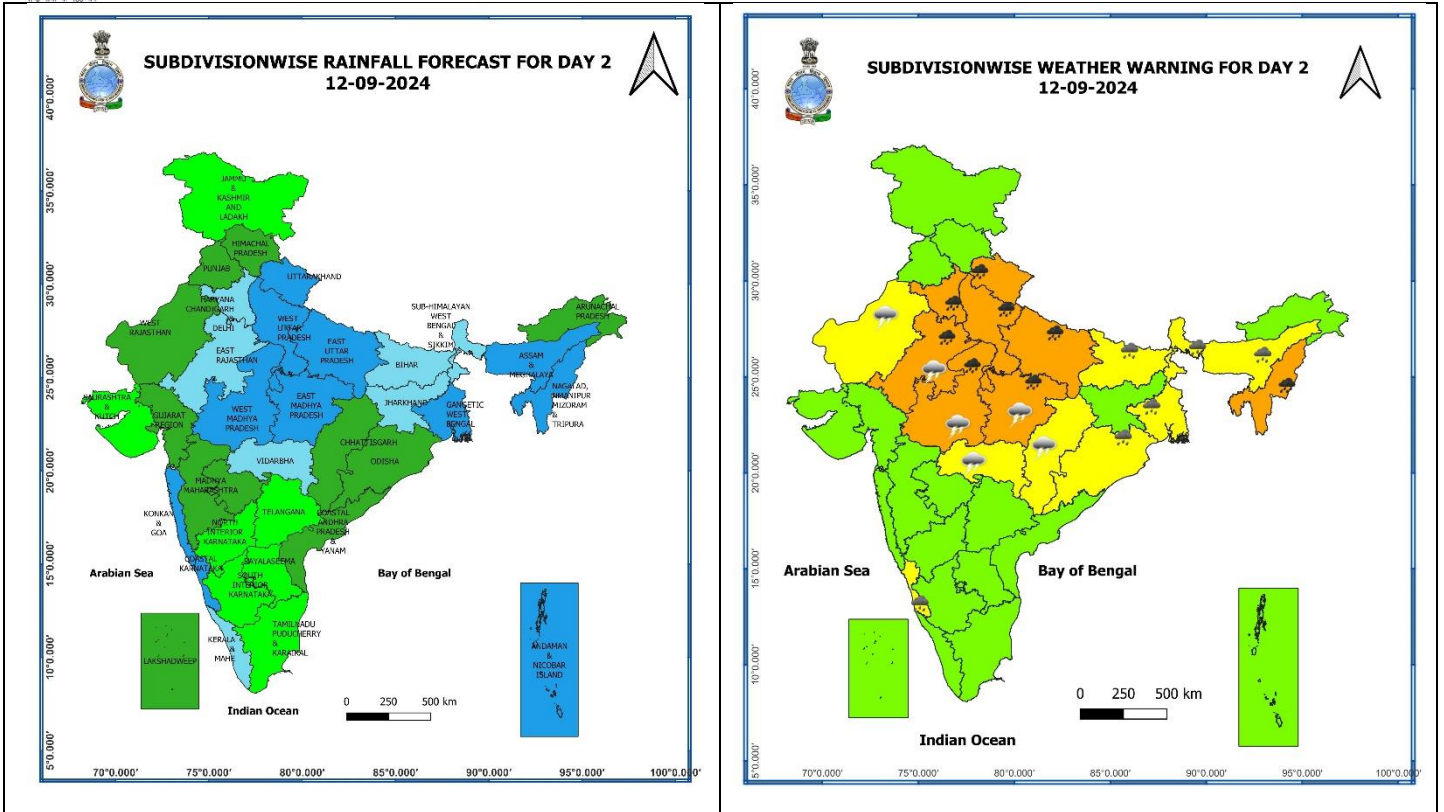 SUBDIVISIONWISE RAINFALL FORECAST FOR DAY 2
12-09-2024
40°0.000'
35°0.000'
30°0.000'
25°0.000'
20°0.000'
15°0.000'
10°0.000'
5°0.000'
JAMMU
&
KASHMIR
AND
LADAKH
HIMACHAL
PRADESH
PUNJAB
UTTARAKHAND
HARYANA
CHANDIGARH
&
DELHI
WEST
RAJASTHAN
EAST
RAJASTHAN
WEST
UTTAR
PRADESH
EAST
UTTAR
PRADESH
SUB-HIMALAYAN
WEST
BENGAL
&
SIKKIM
ARUNACHAL
PRADESH
BIHAR
ASSAM
&
MEGHALAYA
NAGALAD,
MANIPUR
MIZORAM
&
TRIPURA
SAURASHTRA
&
KUTCH
GUJARAT
REGION
WEST
MADHYA
PRADESH
EAST
MADHYA
PRADESH
JHARKHAND
GANGETIC
WEST
BENGAL
CHHATTISGARH
ODISHA
VIDARBHA
MADHYA
MAHARASHTRA
KONKAN
&
GOA
TELANGANA
NORTH
INTERIOR
KARNATAKA
COASTAL
ANDHRA
PRADESH
&
YANAM
COASTAL
KARNATAKA
RAYALASEEMA
SOUTH
INTERIOR
KARNATAKA
KERALA
&
MAHE
TAMILNADU
PUDUCHERRY
&
KARAIKAL
LAKSHADWEEP
ANDAMAN
&
NICOBAR
ISLAND
Arabian Sea
Bay of Bengal
Indian Ocean
0 250 500 km
70°0.000' 75°0.000' 80°0.000' 85°0.000' 90°0.000' 95°0.000' 100°0.000'
SUBDIVISIONWISE WEATHER WARNING FOR DAY 2
12-09-2024
40°0.000'
35°0.000'
30°0.000'
25°0.000'
20°0.000'
15°0.000'
10°0.000'
5°0.000'
Arabian Sea
Bay of Bengal
Indian Ocean
0 250 500 km
70°0.000' 75°0.000' 80°0.000' 85°0.000' 90°0.000' 95°0.000' 100°0.000'